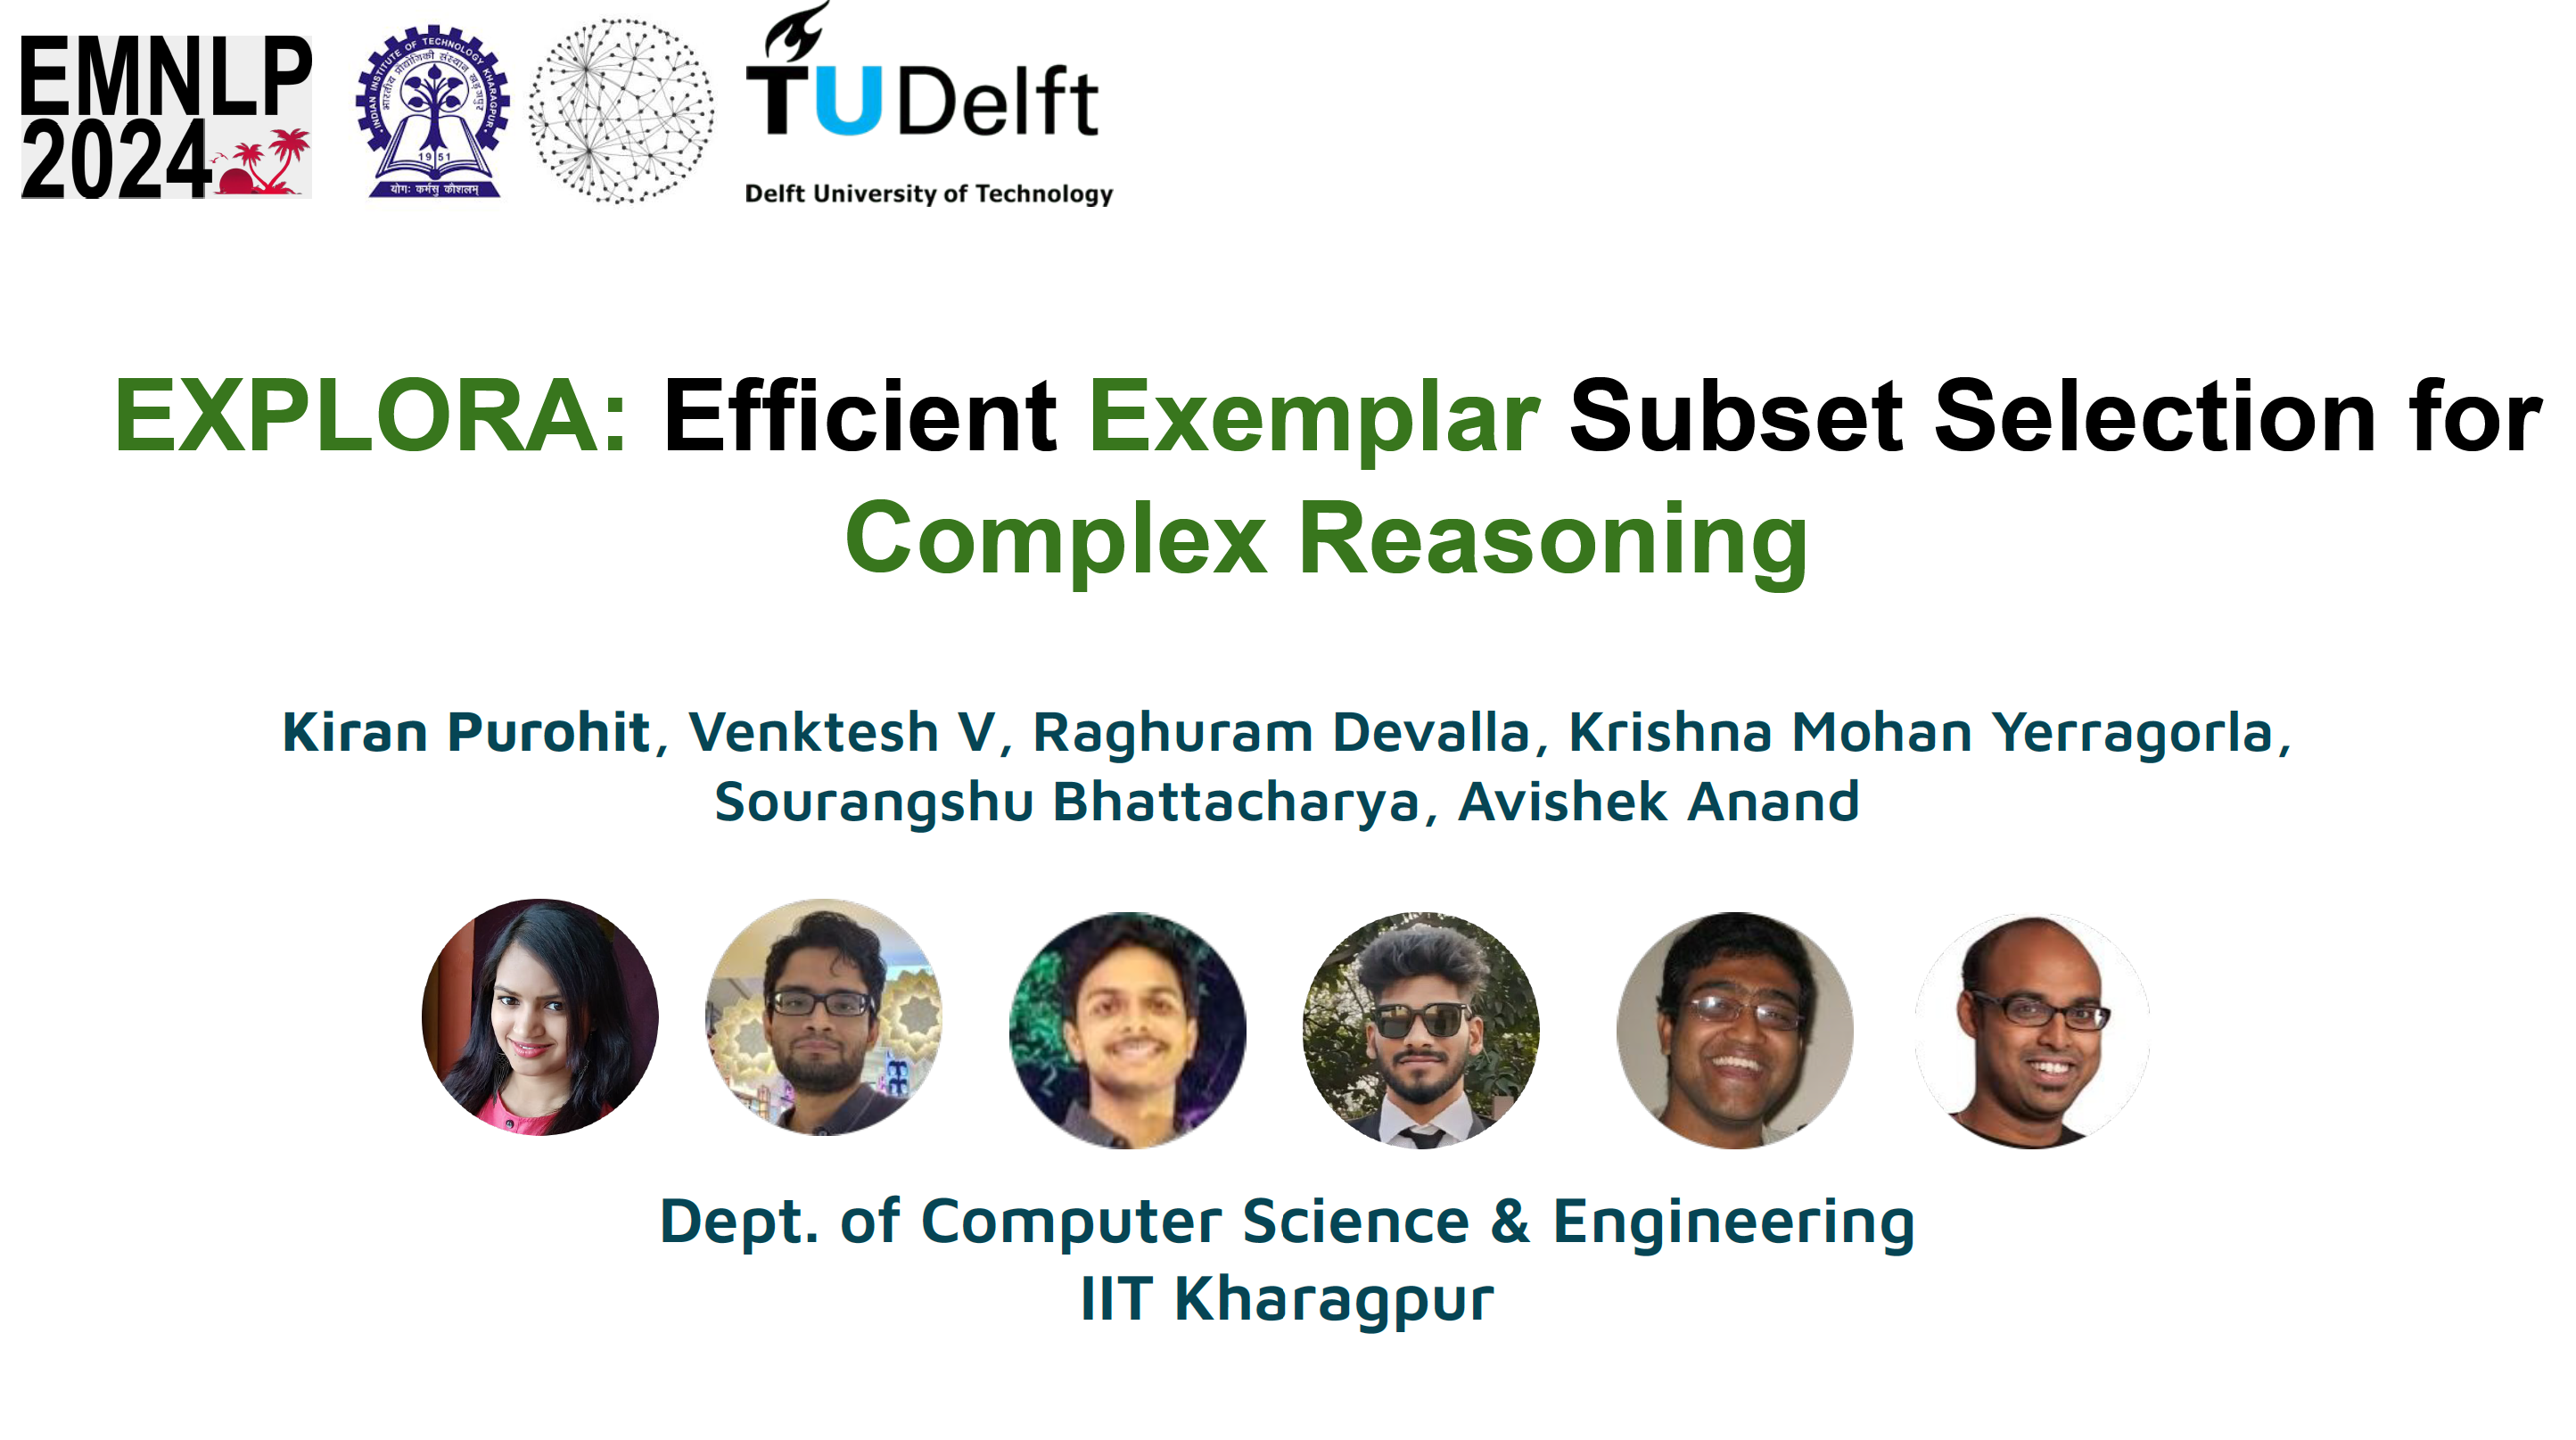 EMNLP
2024
INDIAN INSTITUTE OF TECHNOLOGY KHARAGPUR
भारतीय प्रौद्योगिकी संस्थान खड़गपुर
19 51
योगः कर्मसु कौशलम्
TU Delft
Delft University of Technology
EXPLORA: Efficient Exemplar Subset Selection for
Complex Reasoning
Kiran Purohit, Venktesh V, Raghuram Devalla, Krishna Mohan Yerragorla,
Sourangshu Bhattacharya, Avishek Anand
Dept. of Computer Science & Engineering
IIT Kharagpur